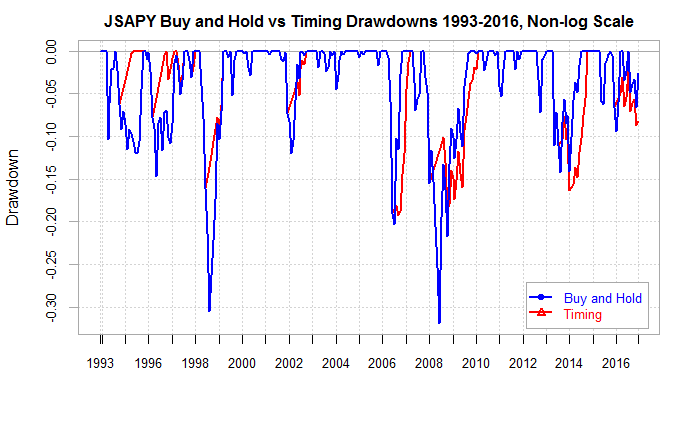 JSAPY Buy and Hold vs Timing Drawdowns 1993-2016, Non-log Scale
Drawdown
0.00
-0.05
-0.10
-0.15
-0.20
-0.25
-0.30
Buy and Hold
Timing
1993 1996 1998 2000 2002 2004 2006 2008 2010 2012 2014 2016